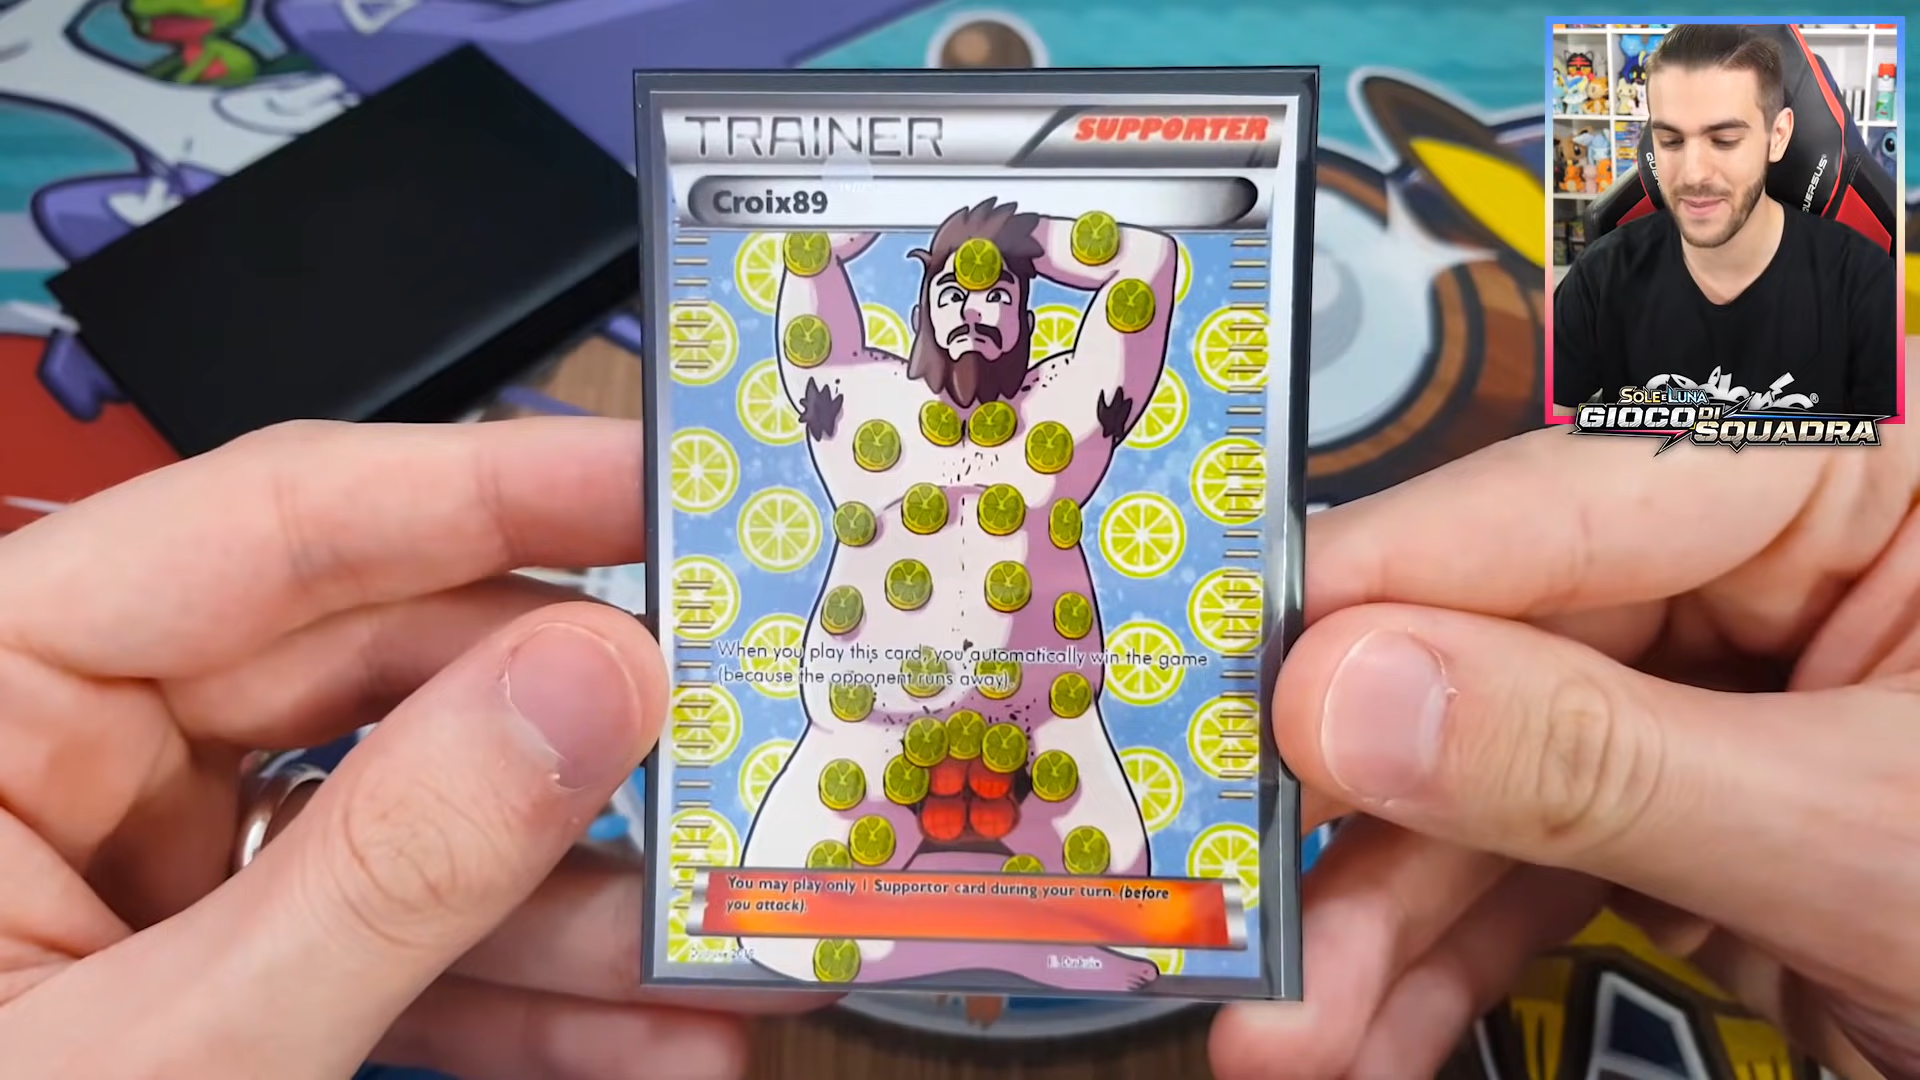 TRAINER
SUPPORTER
Croix89
When you play this card, you automatically win the game
(because the opponent runs away).
You may play only 1 Supportor card during your turn. (before
you attack).
SOLE E LUNA
GIOCO DI
SQUADRA